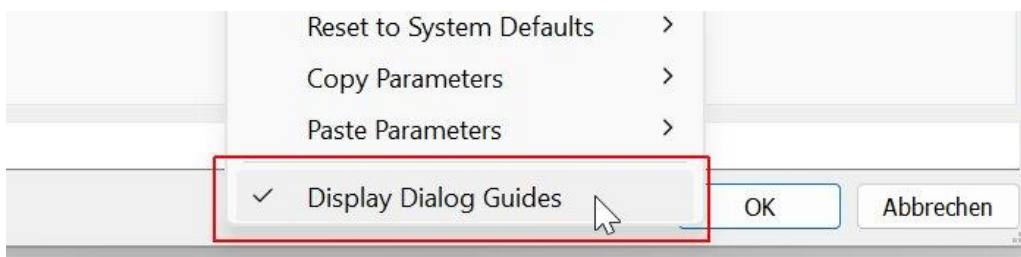 Reset to System Defaults
Copy Parameters
Paste Parameters
Display Dialog Guides
OK Abbrechen